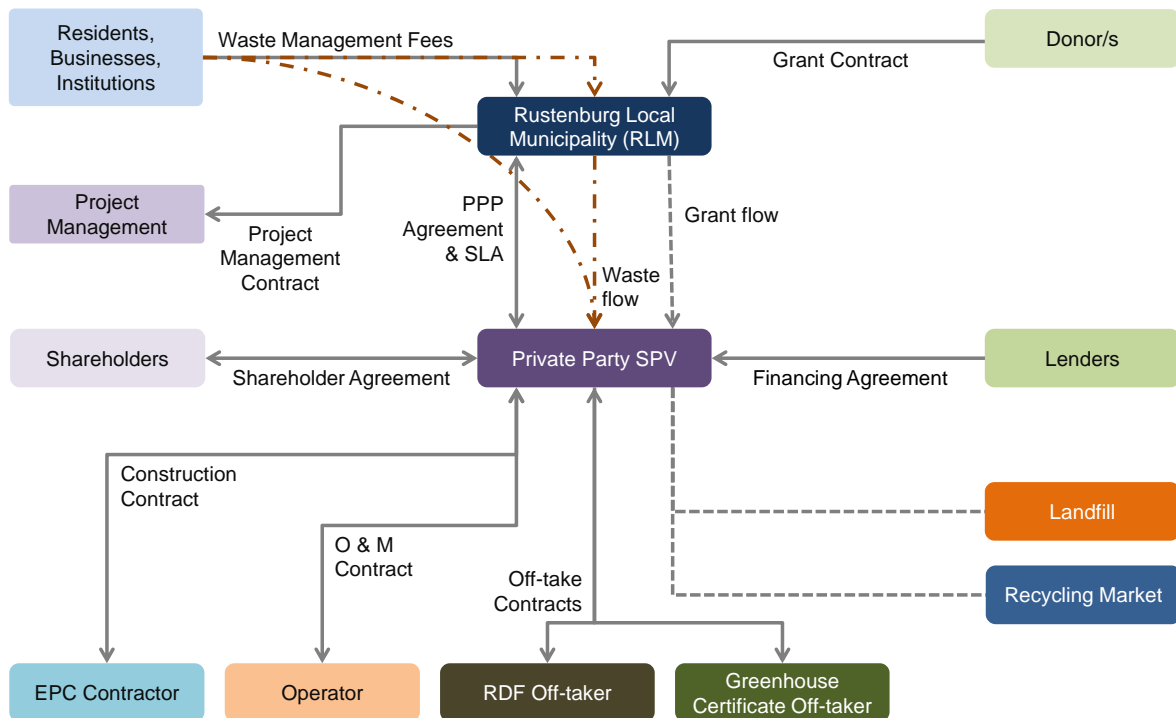 Residents,
Businesses,
Institutions
Waste Management Fees
Donor/s
Grant Contract
Rustenburg Local
Municipality (RLM)
Project
Management
Project
Management
Contract
PPP
Agreement
& SLA
Grant flow
Waste
flow
Shareholders
Shareholder Agreement
Private Party SPV
Financing Agreement
Lenders
Construction
Contract
O & M
Contract
Off-take
Contracts
Landfill
Recycling Market
EPC Contractor
Operator
RDF Off-taker
Greenhouse
Certificate Off-taker